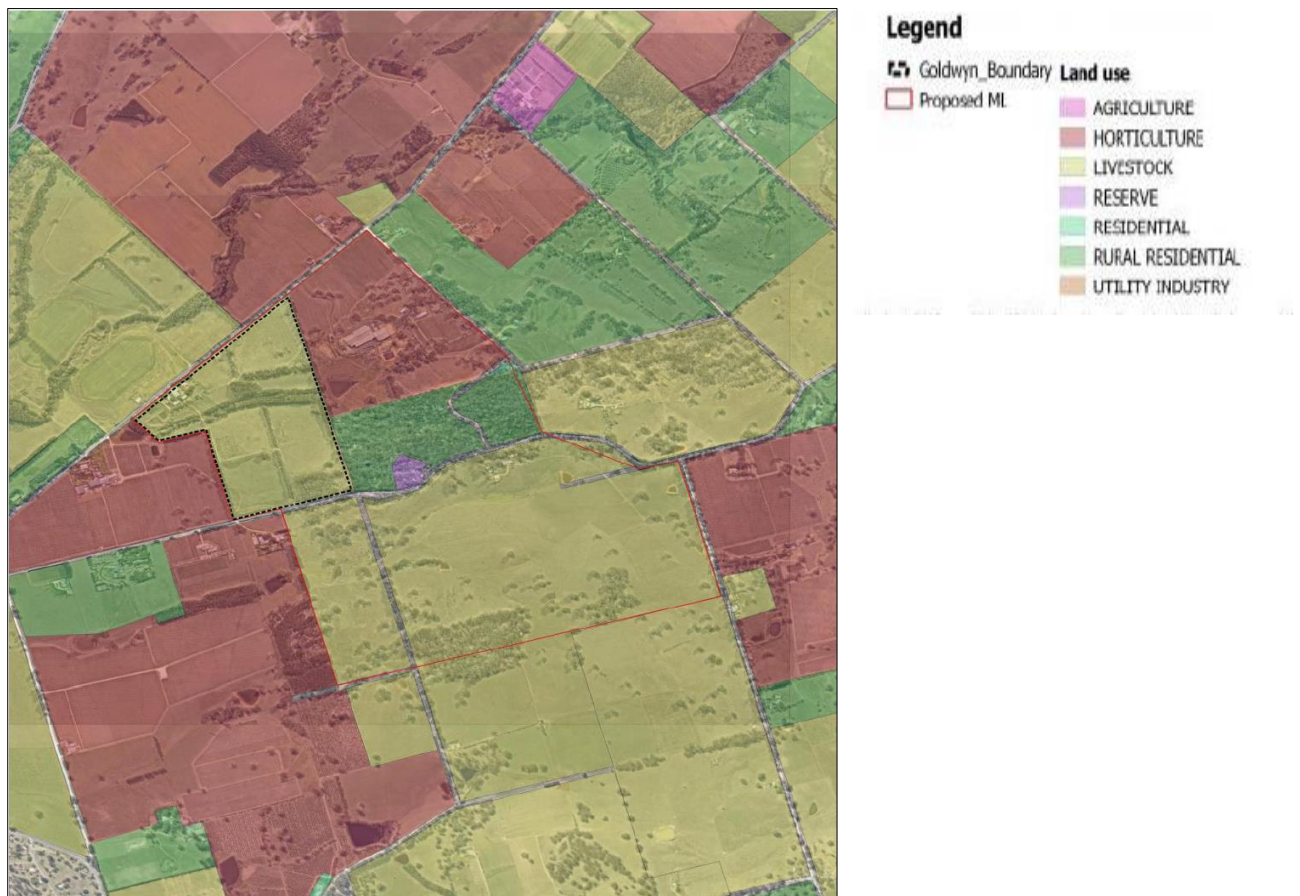 Legend
Goldwyn_Boundary
Proposed ML
Land use
AGRICULTURE
HORTICULTURE
LIVESTOCK
RESERVE
RESIDENTIAL
RURAL RESIDENTIAL
UTILITY INDUSTRY